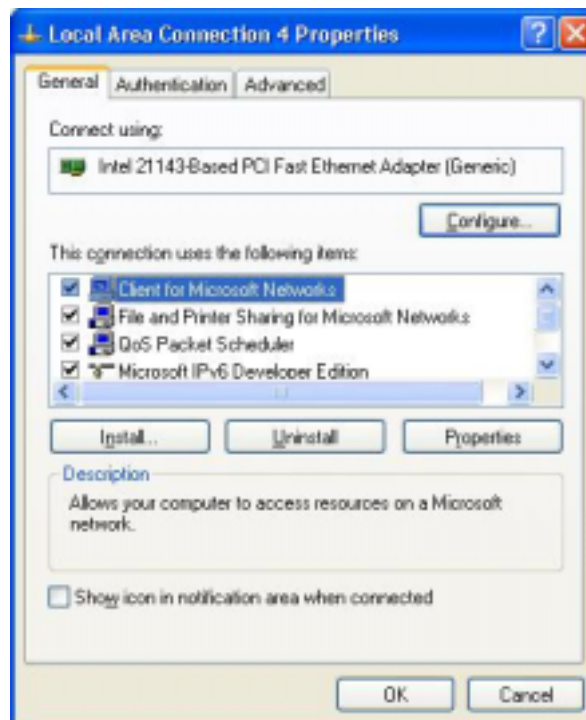 Local Area Connection 4 Properties
General Authentication Advanced
Connect using:
Intel 21143-Based PCI Fast Ethernet Adapter (Generic)
Configure...
This connection uses the following items:
Client for Microsoft Networks
File and Printer Sharing for Microsoft Networks
QoS Packet Scheduler
Microsoft IPv6 Developer Edition
Install... Uninstall Properties
Description
Allows your computer to access resources on a Microsoft
network.
Show icon in notification area when connected
OK Cancel